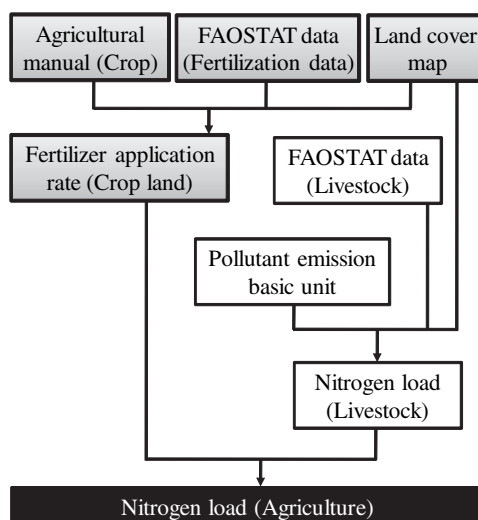 Agricultural
manual (Crop)
FAOSTAT data
(Fertilization data)
Land cover
map
Fertilizer application
rate (Crop land)
FAOSTAT data
(Livestock)
Pollutant emission
basic unit
Nitrogen load
(Livestock)
Nitrogen load (Agriculture)